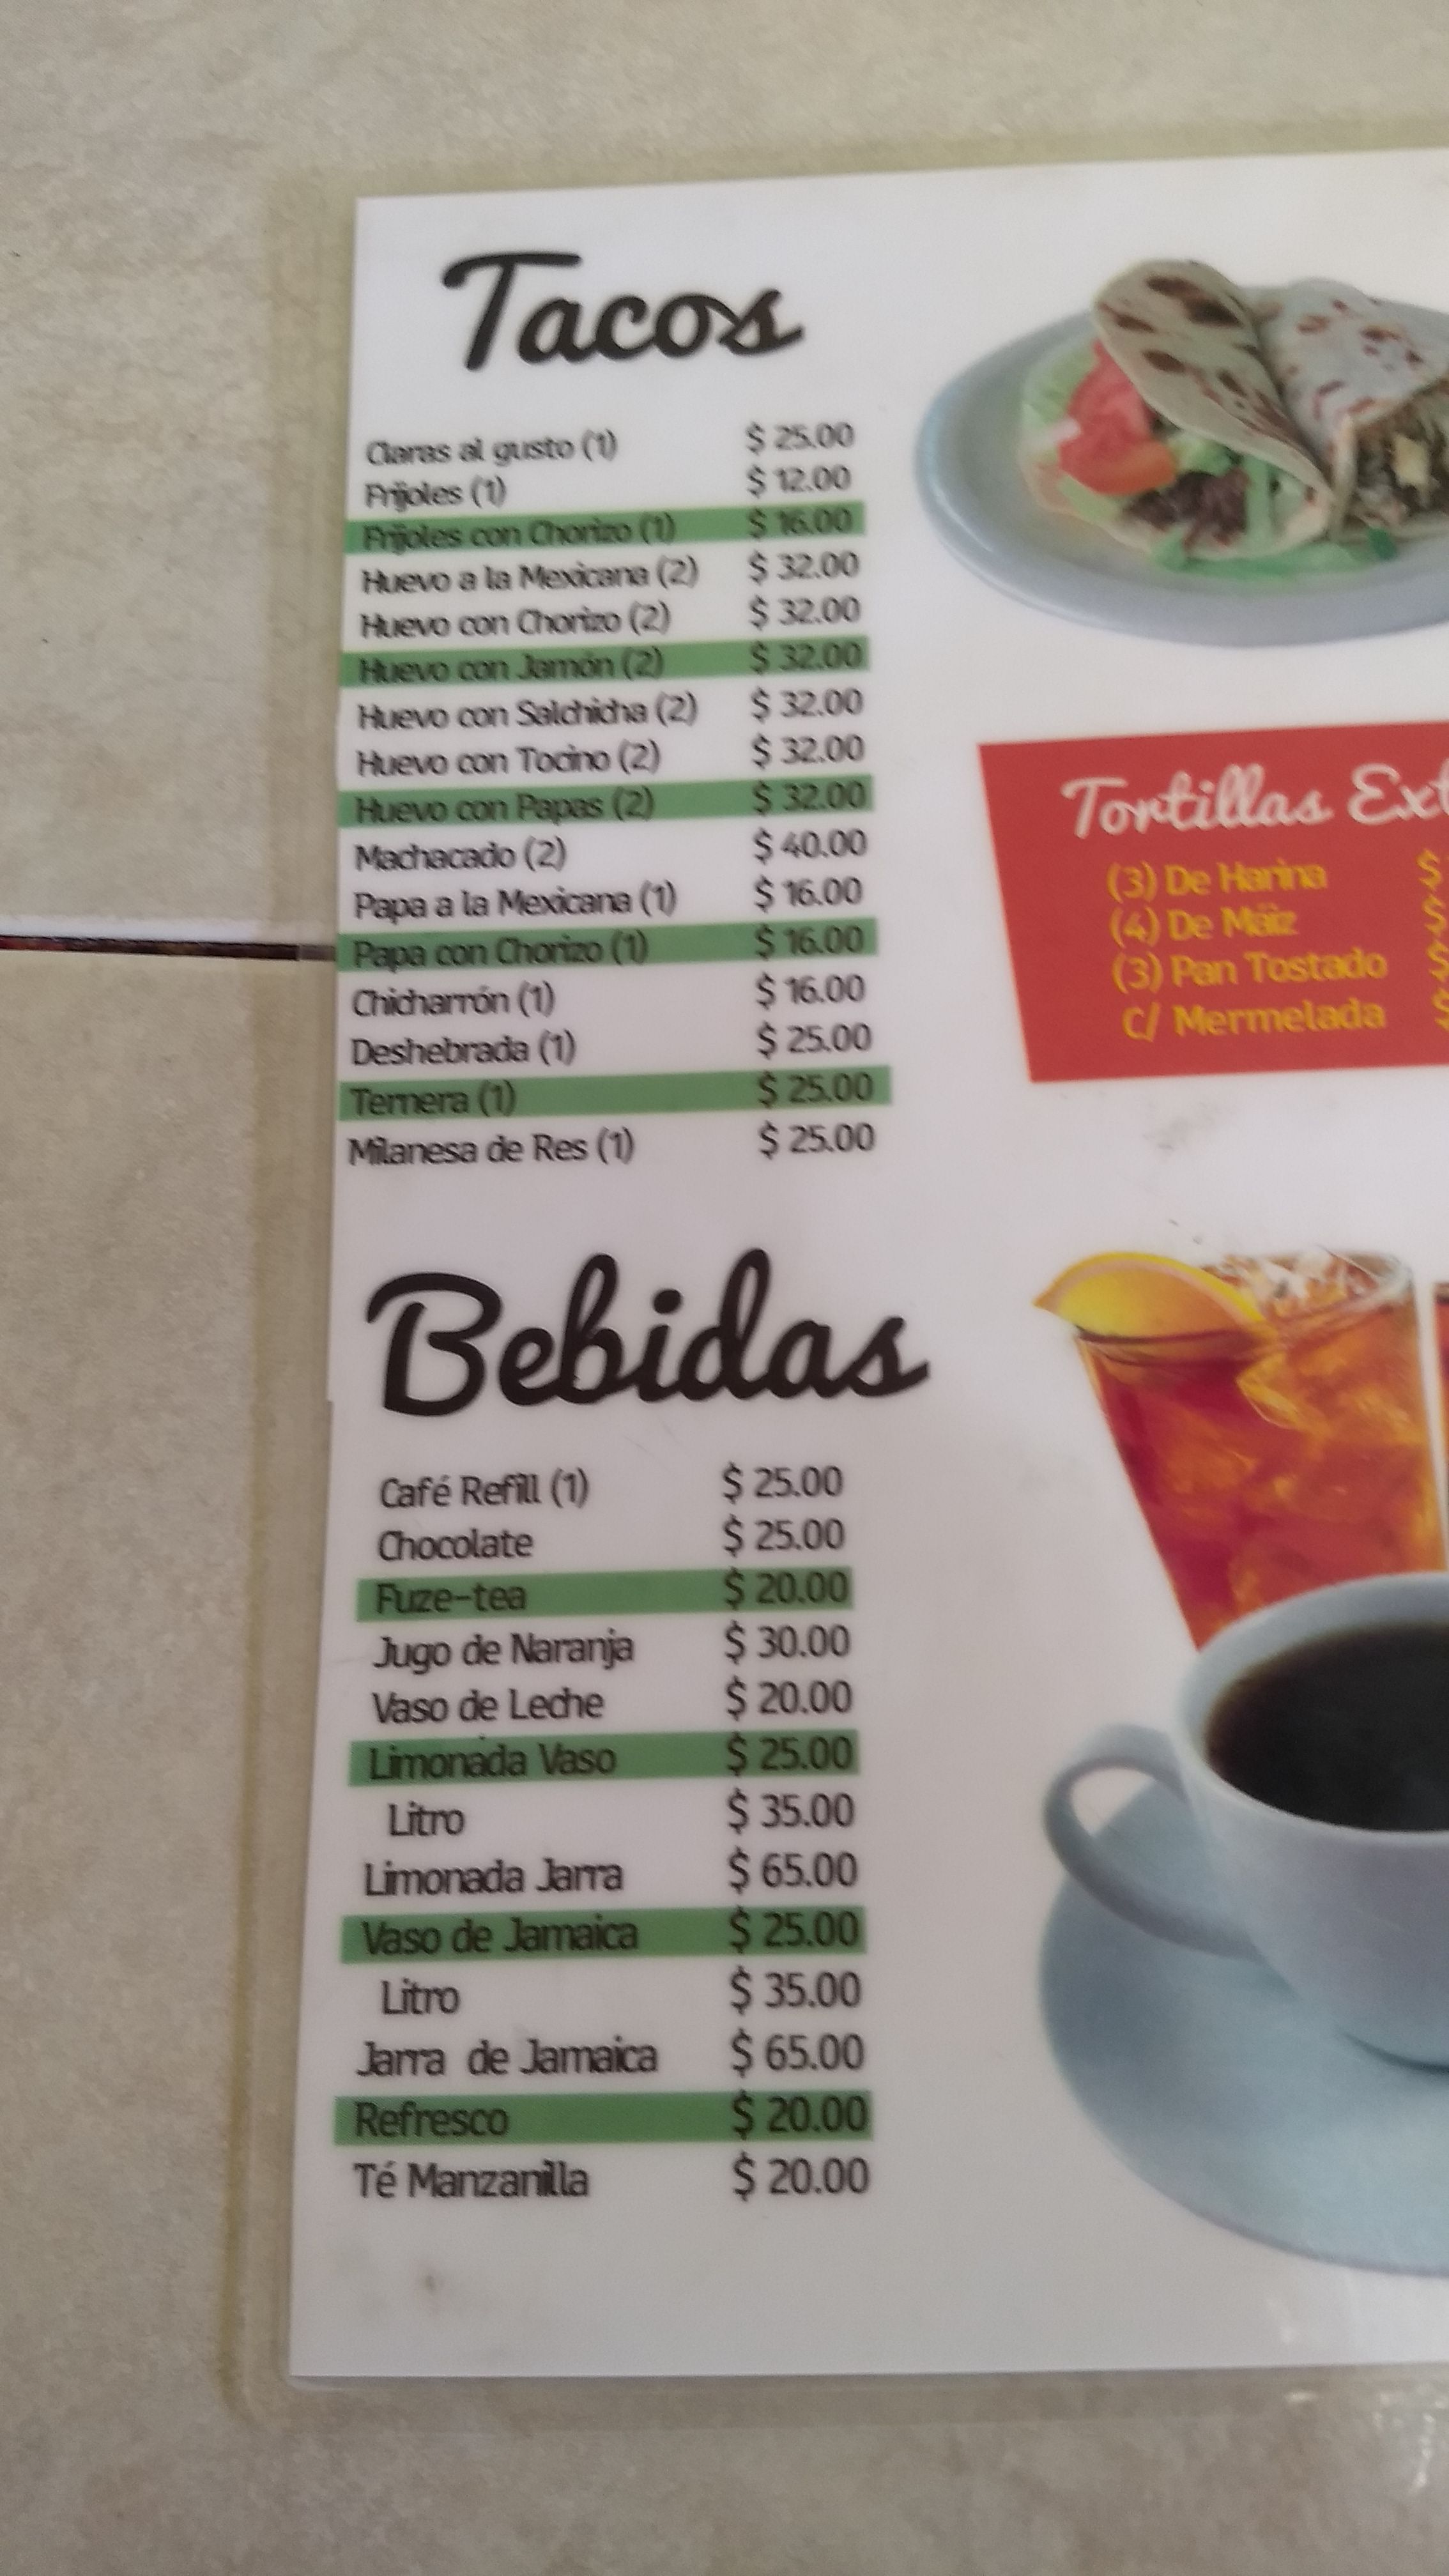 Tacos
Claras al gusto (1) $ 25.00
Frijoles (1) $ 12.00
Frijoles con Chorizo (1) $ 16.00
Huevo a la Mexicana (2) $ 32.00
Huevo con Chorizo (2) $ 32.00
Huevo con Jamón (2) $ 32.00
Huevo con Salchicha (2) $ 32.00
Huevo con Tocino (2) $ 32.00
Huevo con Papas (2) $ 32.00
Machacado (2) $ 40.00
Papa a la Mexicana (1) $ 16.00
Papa con Chorizo (1) $ 16.00
Chicharrón (1) $ 16.00
Deshebrada (1) $ 25.00
Ternera (1) $ 25.00
Milanesa de Res (1) $ 25.00
Tortillas Ext
(3) De Harina $
(4) De Maíz $
(3) Pan Tostado $
C/ Mermelada $
Bebidas
Café Refill (1) $ 25.00
Chocolate $ 25.00
Fuze-tea $ 20.00
Jugo de Naranja $ 30.00
Vaso de Leche $ 20.00
Limonada Vaso $ 25.00
Litro $ 35.00
Limonada Jarra $ 65.00
Vaso de Jamaica $ 25.00
Litro $ 35.00
Jarra de Jamaica $ 65.00
Refresco $ 20.00
Té Manzanilla $ 20.00